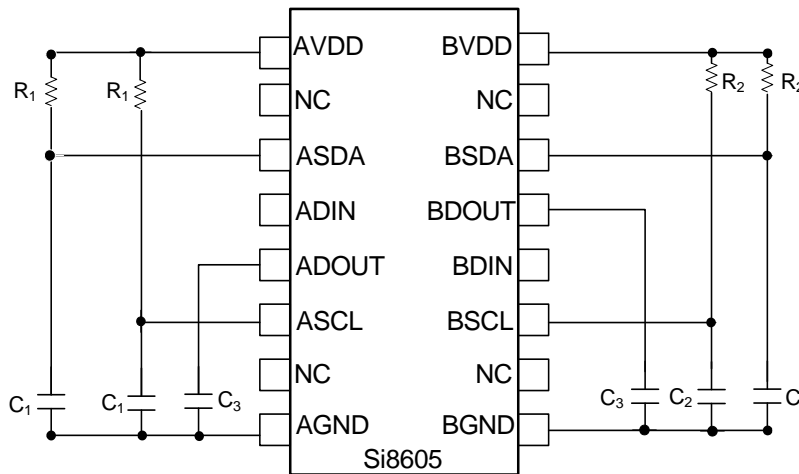 AVDD BVDD
R1 R1 R2 R2
NC NC
ASDA BSDA
ADIN BDOUT
ADOUT BDIN
ASCL BSCL
NC NC
C1 C1 C3 C3 C2 C
AGND BGND
Si8605